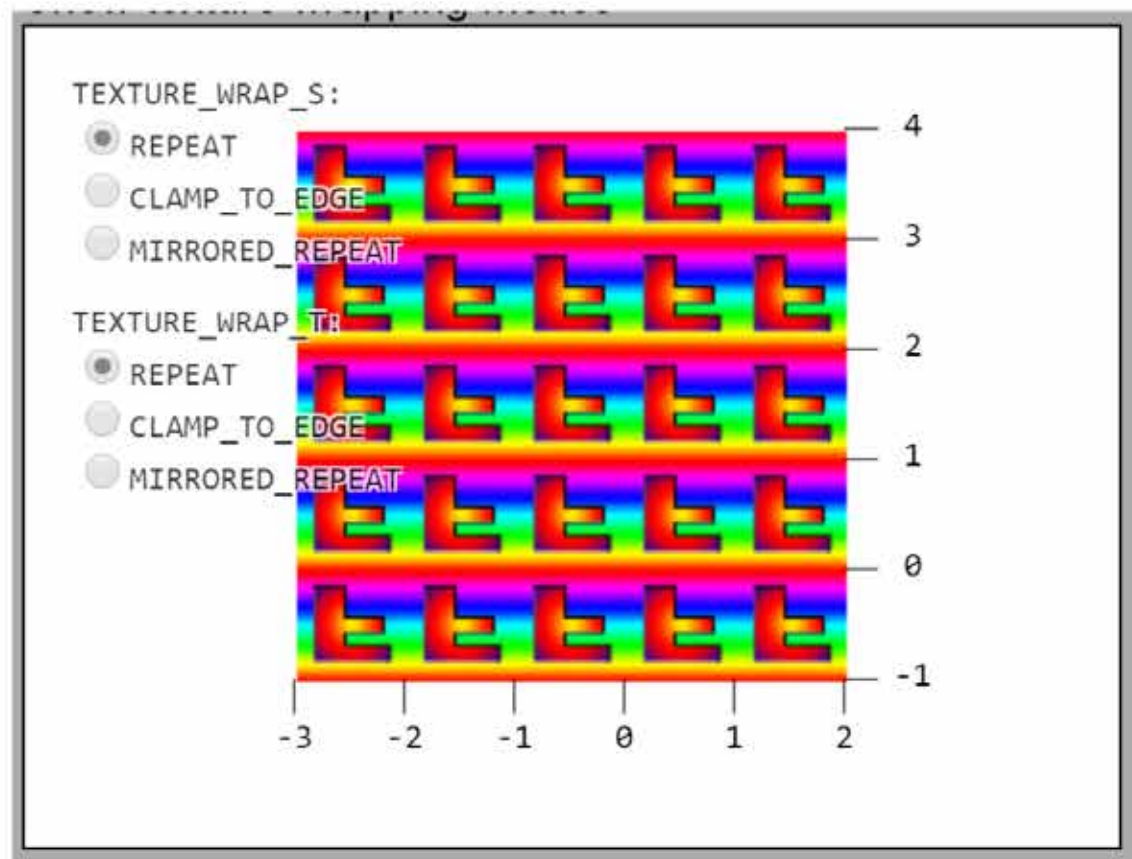 TEXTURE_WRAP_S:
REPEAT
CLAMP_TO_EDGE
MIRRORED_REPEAT
TEXTURE_WRAP_T:
REPEAT
CLAMP_TO_EDGE
MIRRORED_REPEAT
4
3
2
1
0
-1
-3 -2 -1 0 1 2